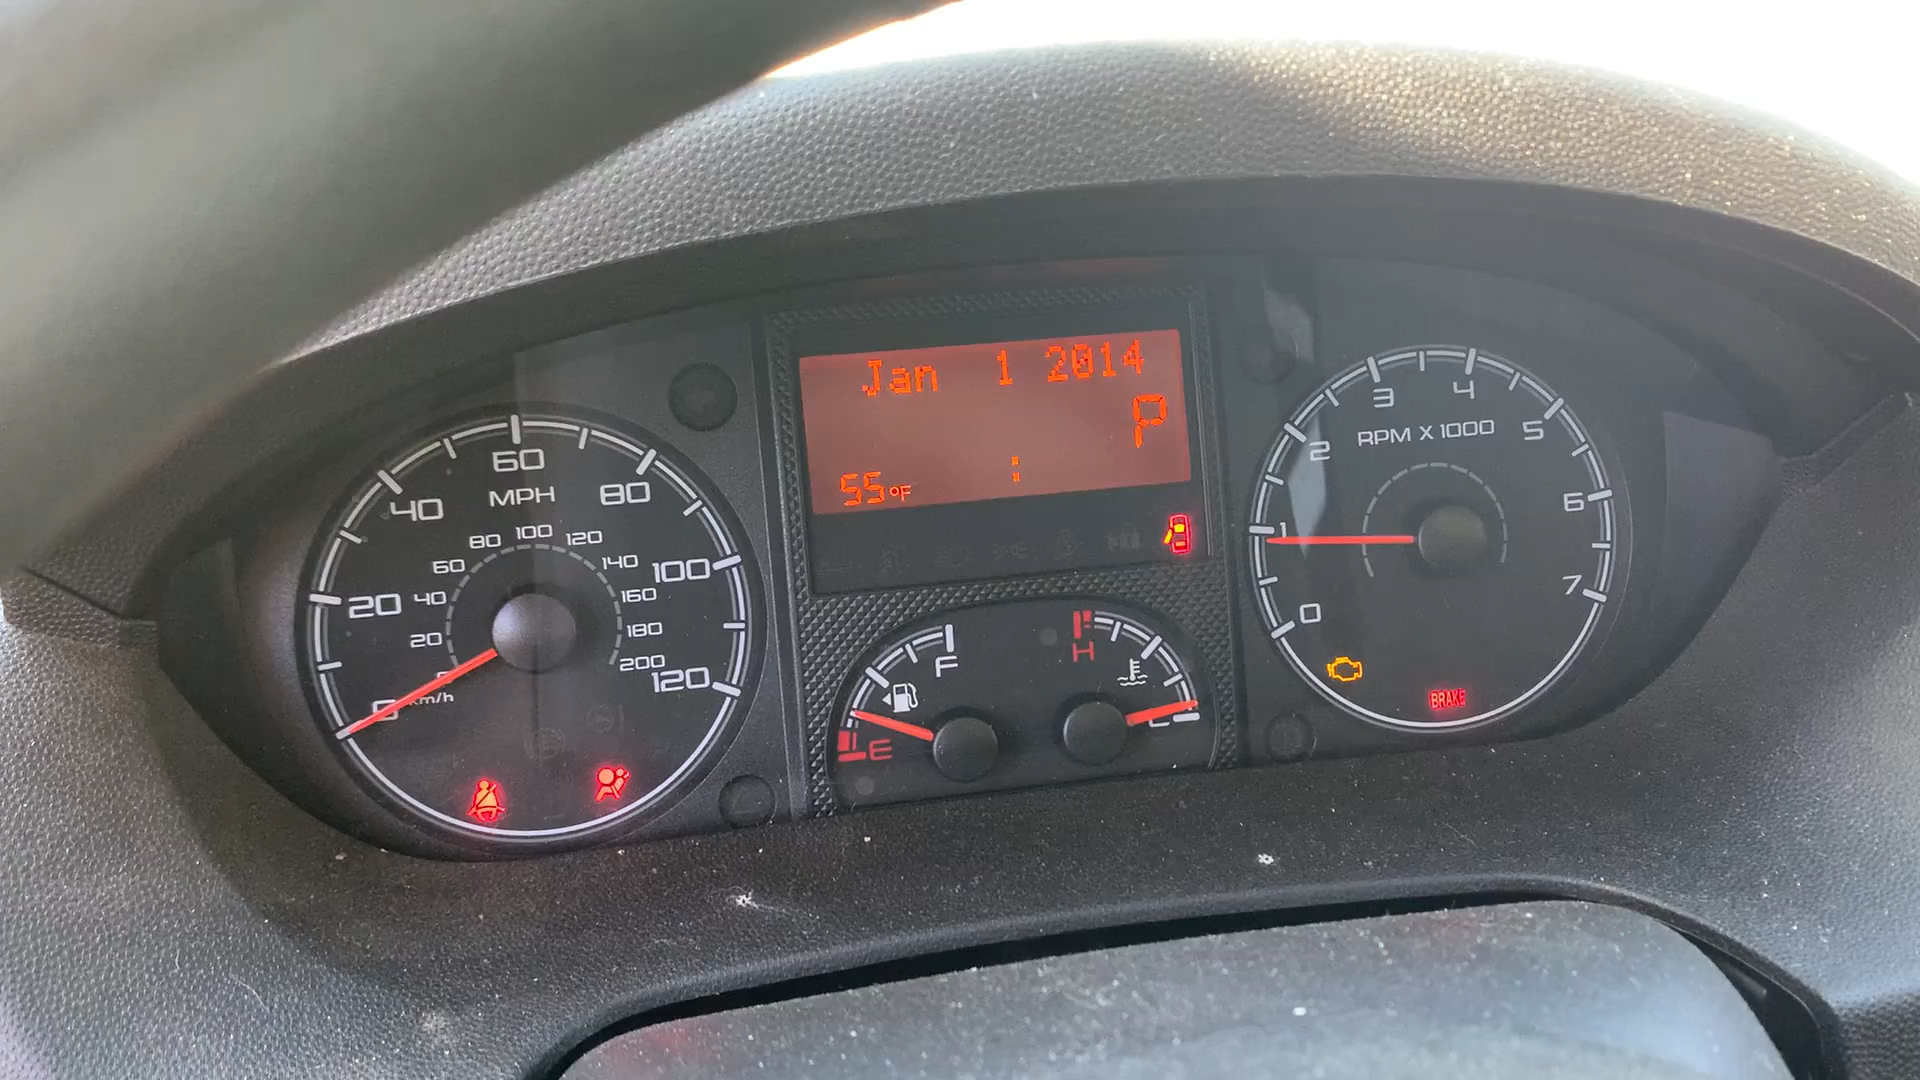 Jan 1 2014
P
55°F :
0 20 40 60 80 100 120
MPH
20 40 60 80 100 120 140 160 180 200
km/h
F
E
H
C
0 1 2 3 4 5 6 7
RPM X 1000
BRAKE